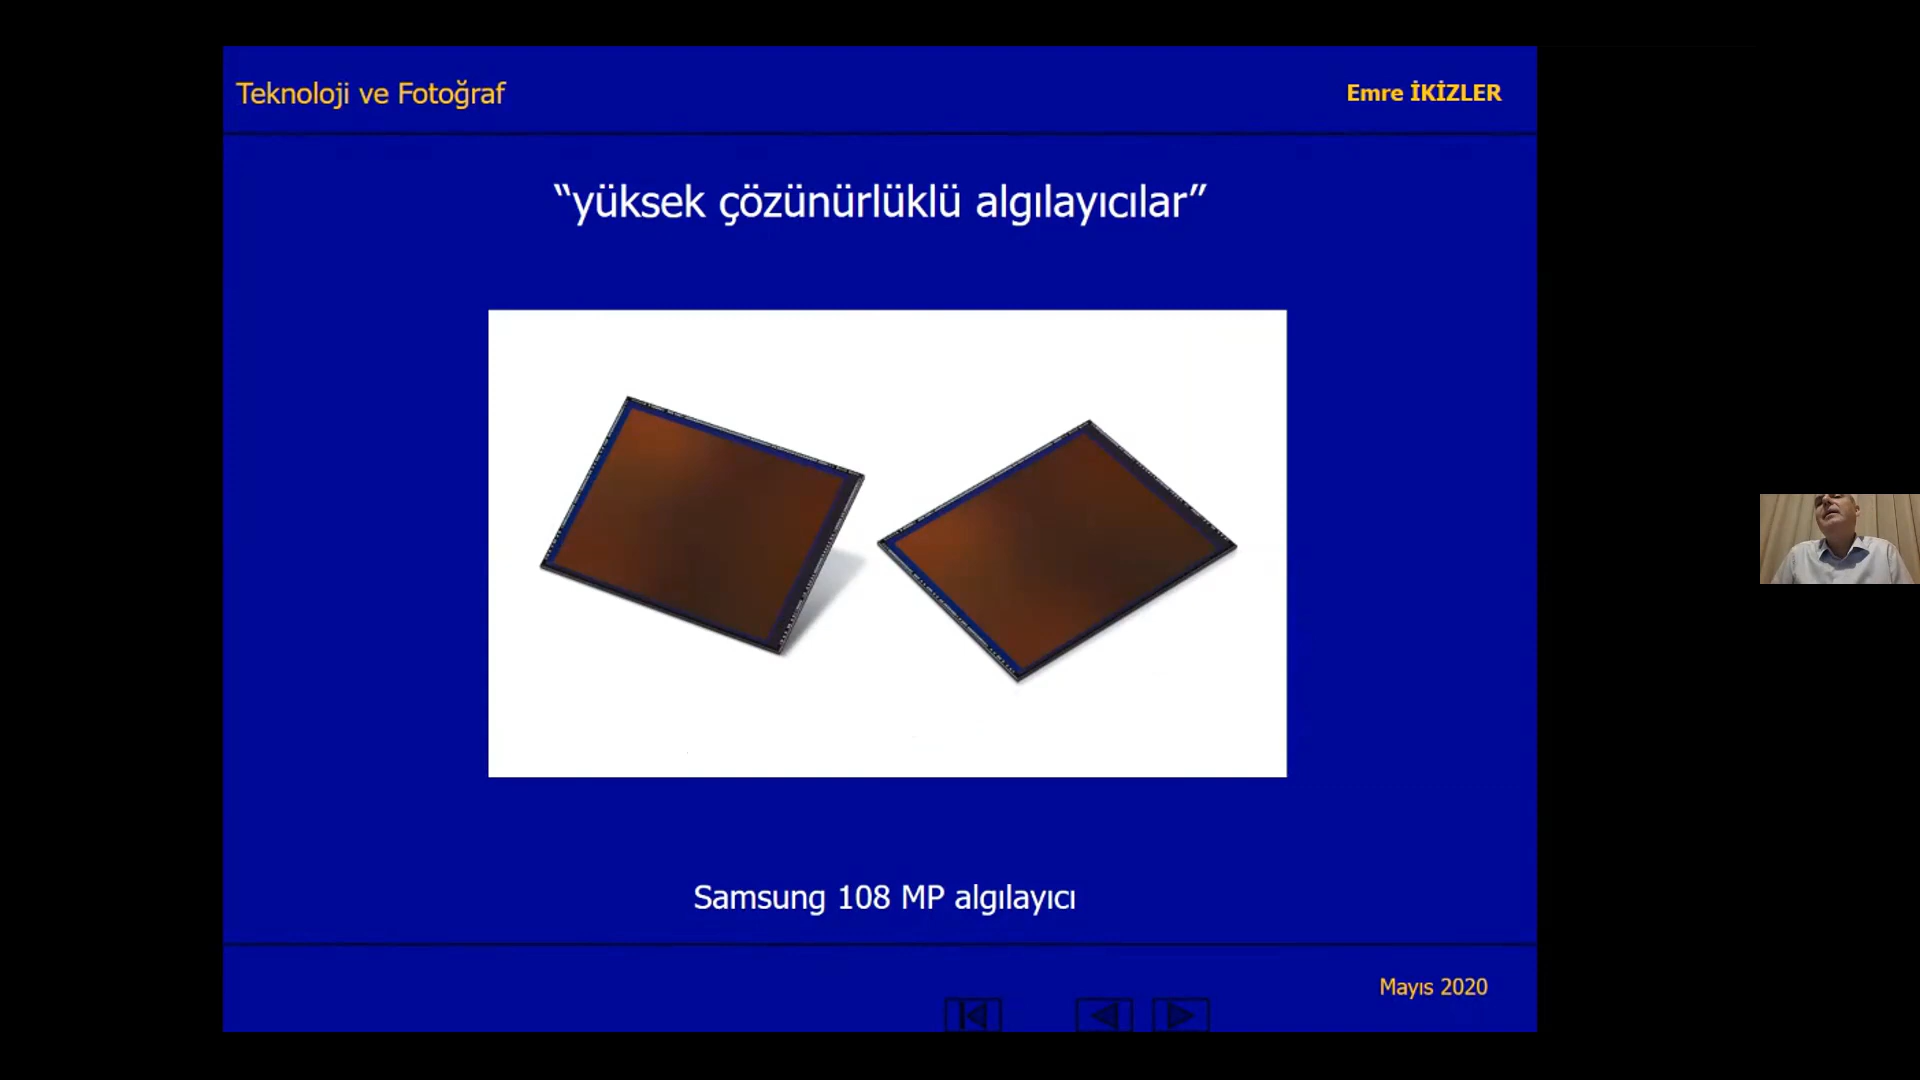 Teknoloji ve Fotoğraf
Emre İKİZLER
“yüksek çözünürlüklü algılayıcılar”
Samsung 108 MP algılayıcı
Mayıs 2020